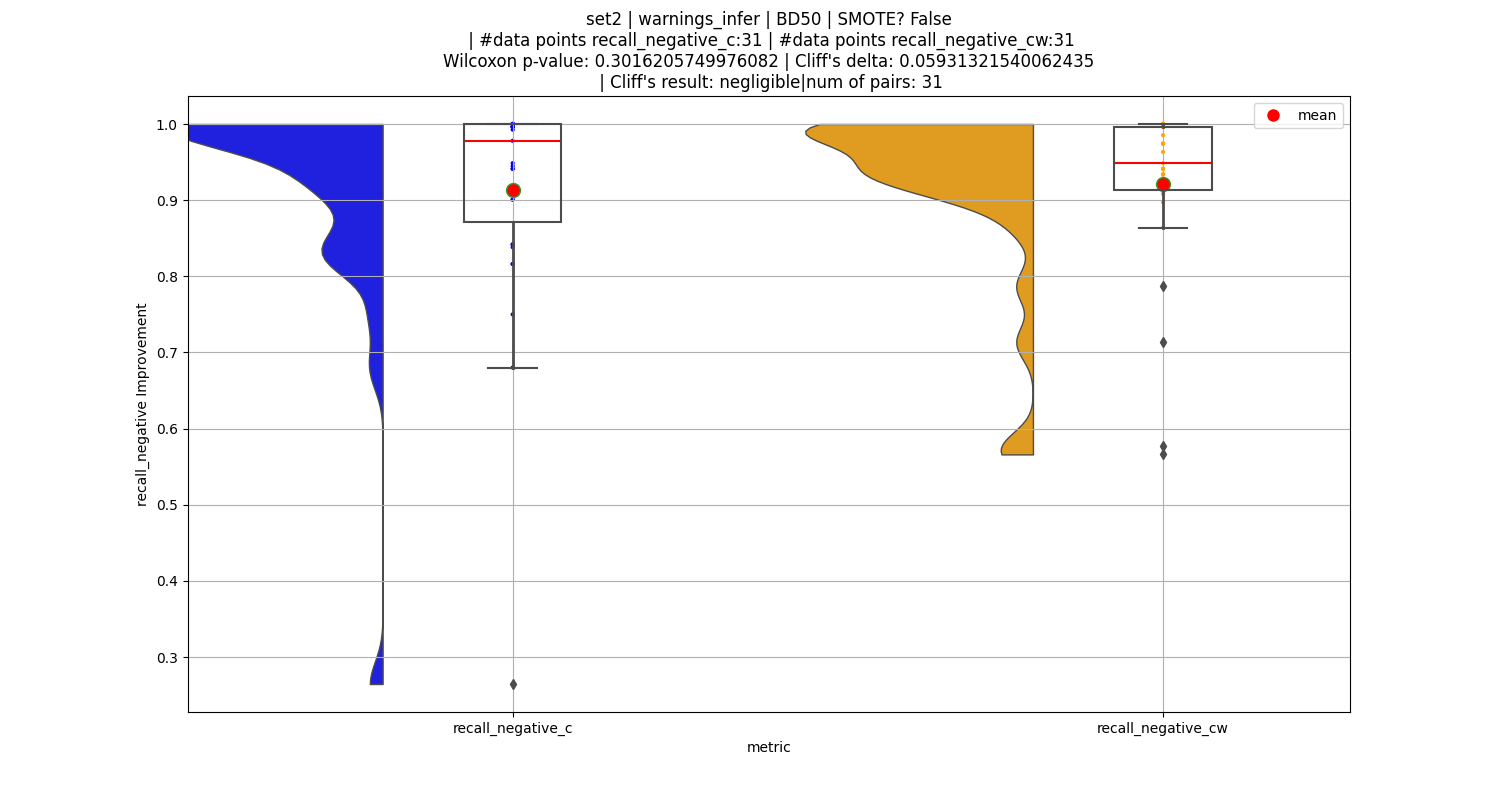 set2 | warnings_infer | BD50 | SMOTE? False
| #data points recall_negative_c:31 | #data points recall_negative_cw:31
Wilcoxon p-value: 0.3016205749976082 | Cliff's delta: 0.05931321540062435
| Cliff's result: negligible|num of pairs: 31
mean
1.0
0.9
0.8
0.7
0.6
0.5
0.4
0.3
recall_negative Improvement
recall_negative_c
recall_negative_cw
metric